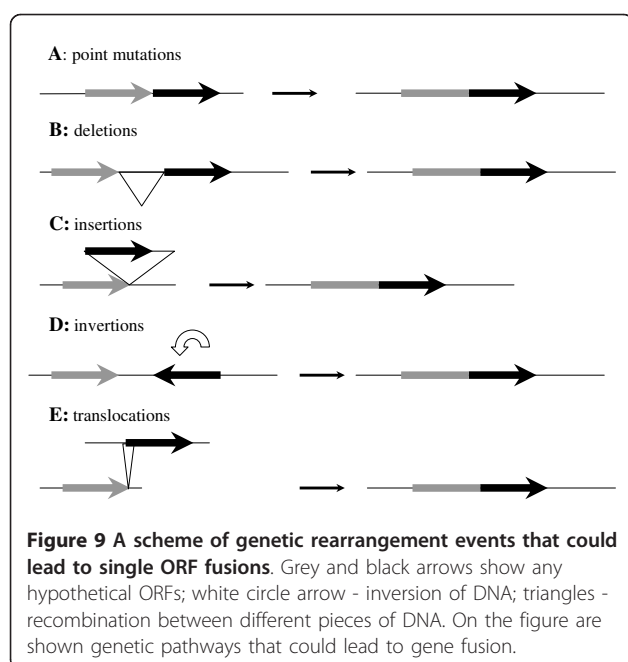 A: point mutations
B: deletions
C: insertions
D: invertions
E: translocations
Figure 9 A scheme of genetic rearrangement events that could
lead to single ORF fusions. Grey and black arrows show any
hypothetical ORFs; white circle arrow - inversion of DNA; triangles -
recombination between different pieces of DNA. On the figure are
shown genetic pathways that could lead to gene fusion.